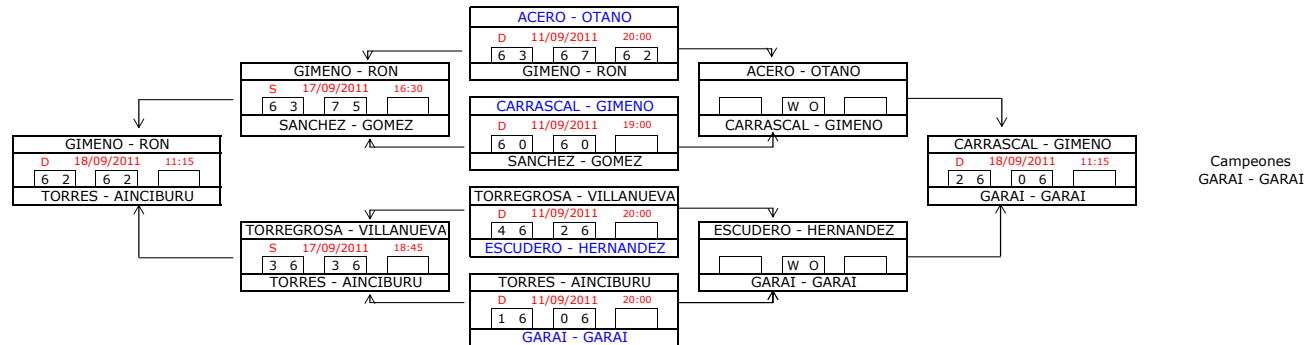 ACERO - OTANO
D 11/09/2011 20:00
6 3 6 7 6 2
GIMENO - RON
GIMENO - RON
S 17/09/2011 16:30
6 3 7 5
SANCHEZ - GOMEZ
ACERO - OTANO
W O
CARRASCAL - GIMENO
CARRASCAL - GIMENO
D 11/09/2011 19:00
6 0 6 0
SANCHEZ - GOMEZ
GIMENO - RON
D 18/09/2011 11:15
6 2 6 2
TORRES - AINCIBURU
CARRASCAL - GIMENO
D 18/09/2011 11:15
2 6 0 6
GARAI - GARAI
Campeones
GARAI - GARAI
TORREGROSA - VILLANUEVA
D 11/09/2011 20:00
4 6 2 6
ESCUDERO - HERNANDEZ
TORREGROSA - VILLANUEVA
S 17/09/2011 18:45
3 6 3 6
TORRES - AINCIBURU
ESCUDERO - HERNANDEZ
W O
GARAI - GARAI
TORRES - AINCIBURU
D 11/09/2011 20:00
1 6 0 6
GARAI - GARAI